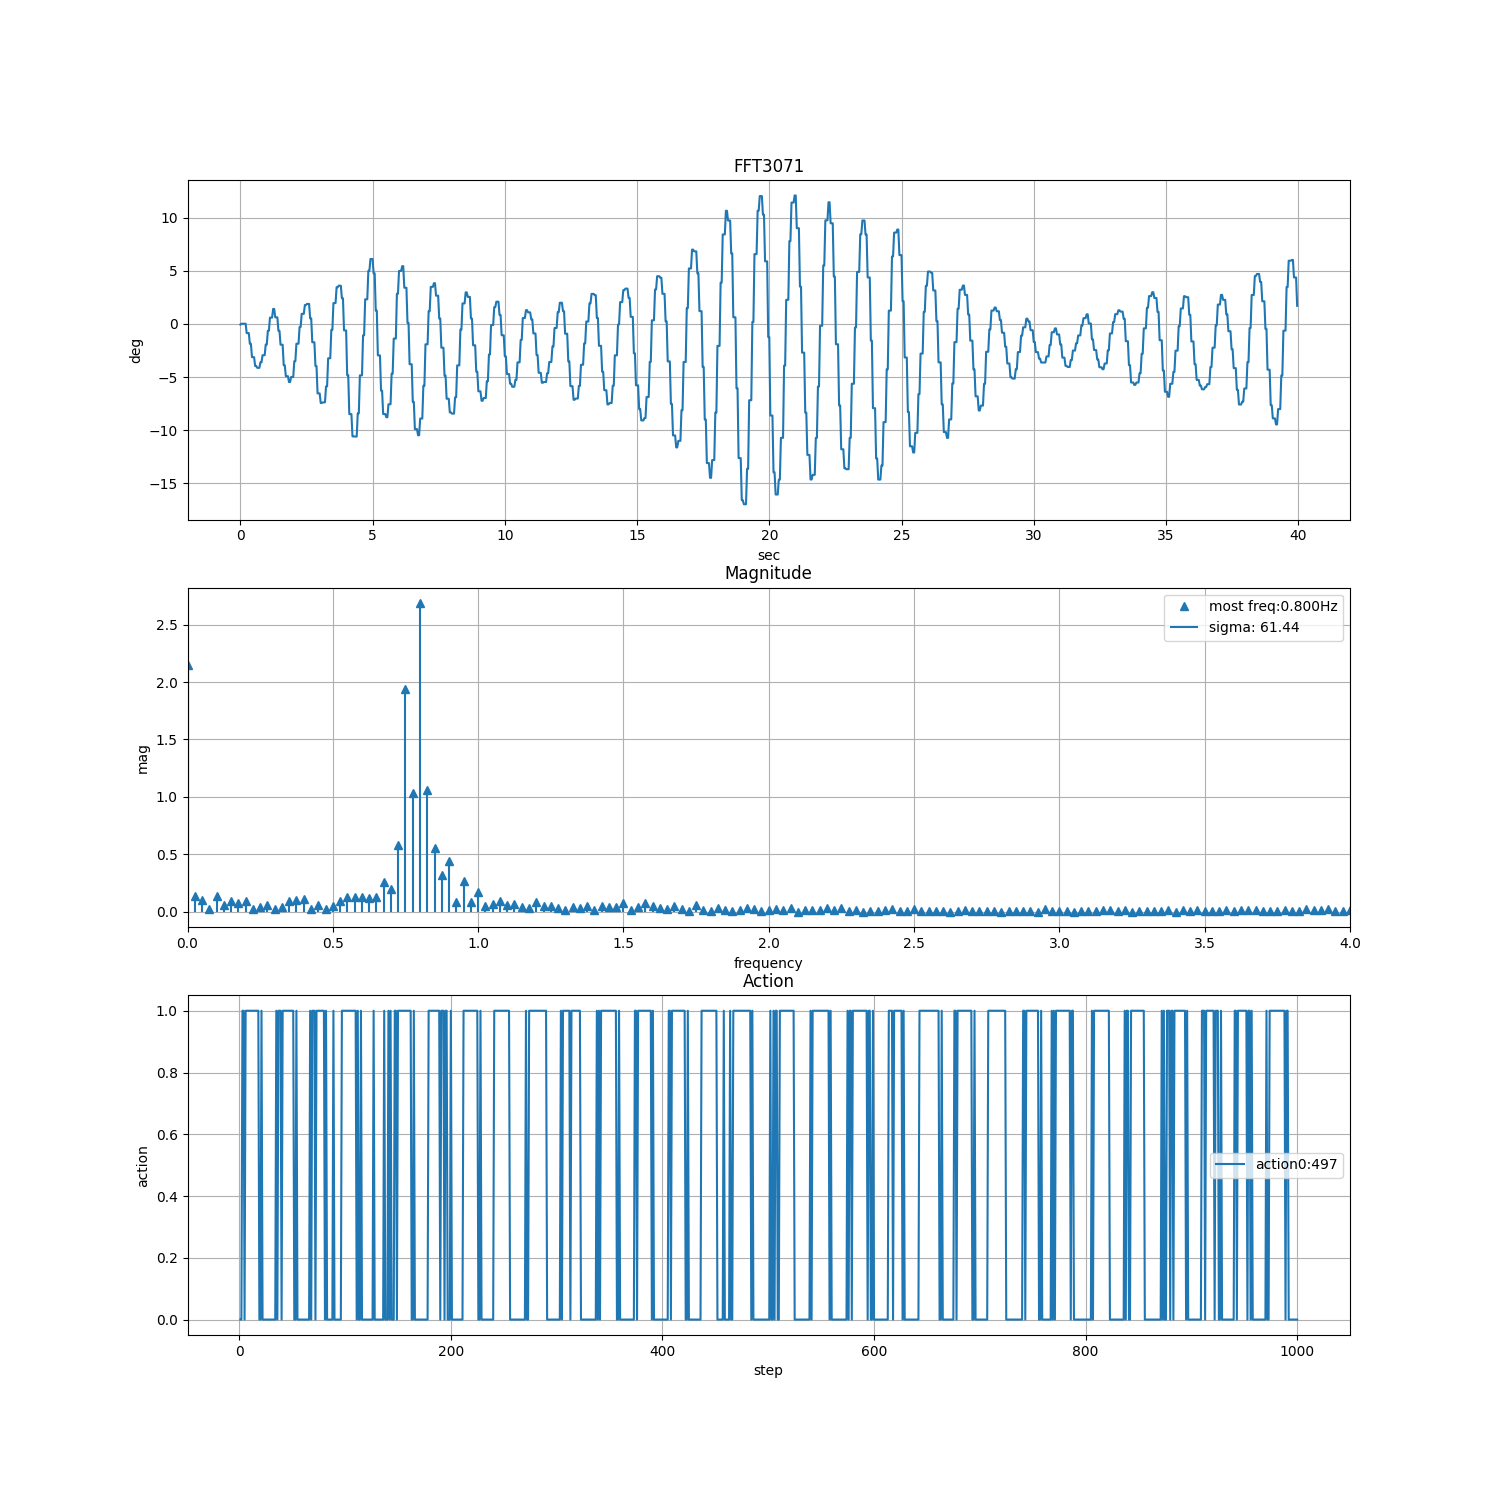 FFT3071
10
5
0
−5
−10
−15
deg
0 5 10 15 20 25 30 35 40
sec
Magnitude
most freq:0.800Hz
sigma: 61.44
2.5
2.0
1.5
1.0
0.5
0.0
mag
0.0 0.5 1.0 1.5 2.0 2.5 3.0 3.5 4.0
frequency
Action
1.0
0.8
0.6
0.4
0.2
0.0
action
action0:497
0 200 400 600 800 1000
step